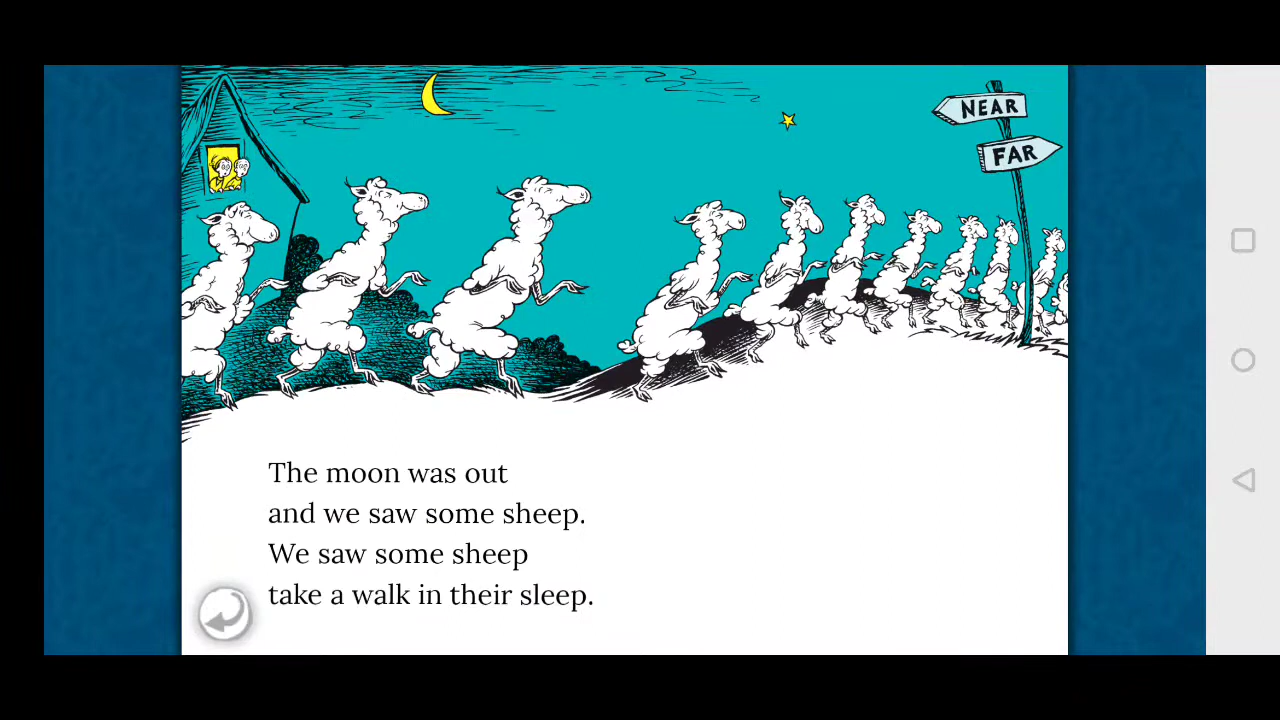 NEAR
FAR
The moon was out
and we saw some sheep.
We saw some sheep
take a walk in their sleep.